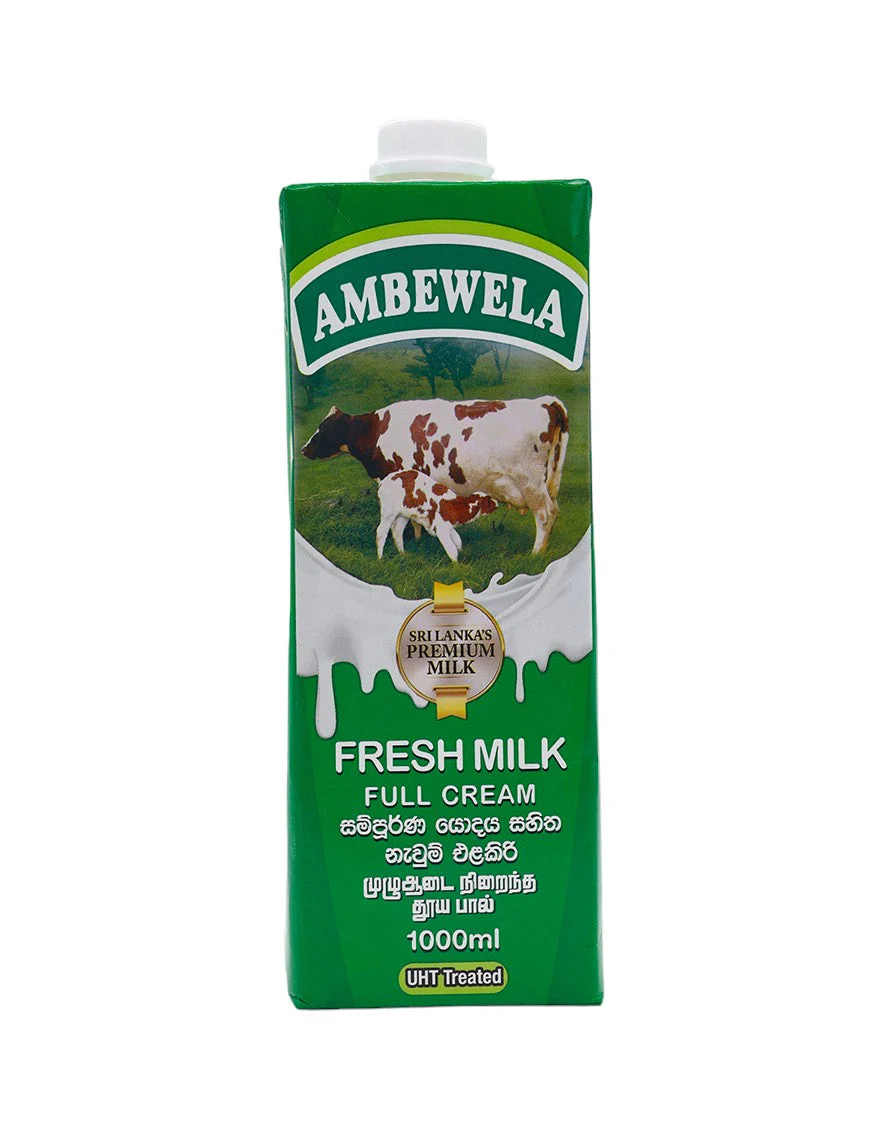 AMBEWELA
SRI LANKA'S
PREMIUM
MILK
FRESH MILK
FULL CREAM
සම්පූර්ණ යොදය සහිත
නැවුම් එළකිරි
முழுஆடை நிறைந்த
தூய பால்
1000ml
UHT Treated